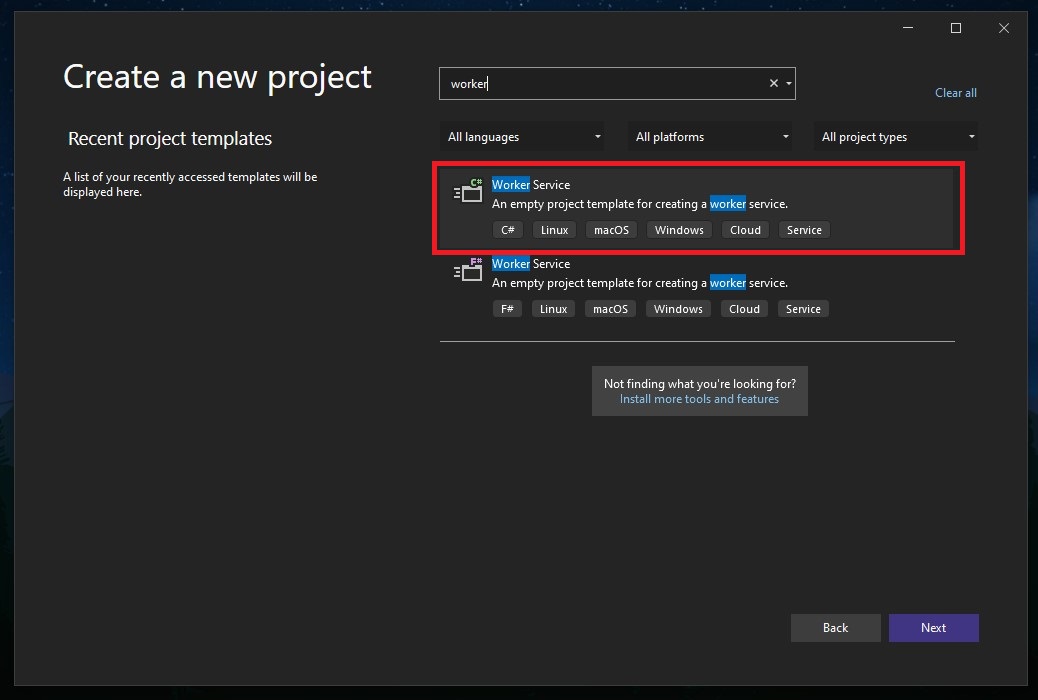 Create a new project
Recent project templates
A list of your recently accessed templates will be
displayed here.
worker
Clear all
All languages
All platforms
All project types
C#
Worker Service
An empty project template for creating a worker service.
C# Linux macOS Windows Cloud Service
F#
Worker Service
An empty project template for creating a worker service.
F# Linux macOS Windows Cloud Service
Not finding what you're looking for?
Install more tools and features
Back
Next